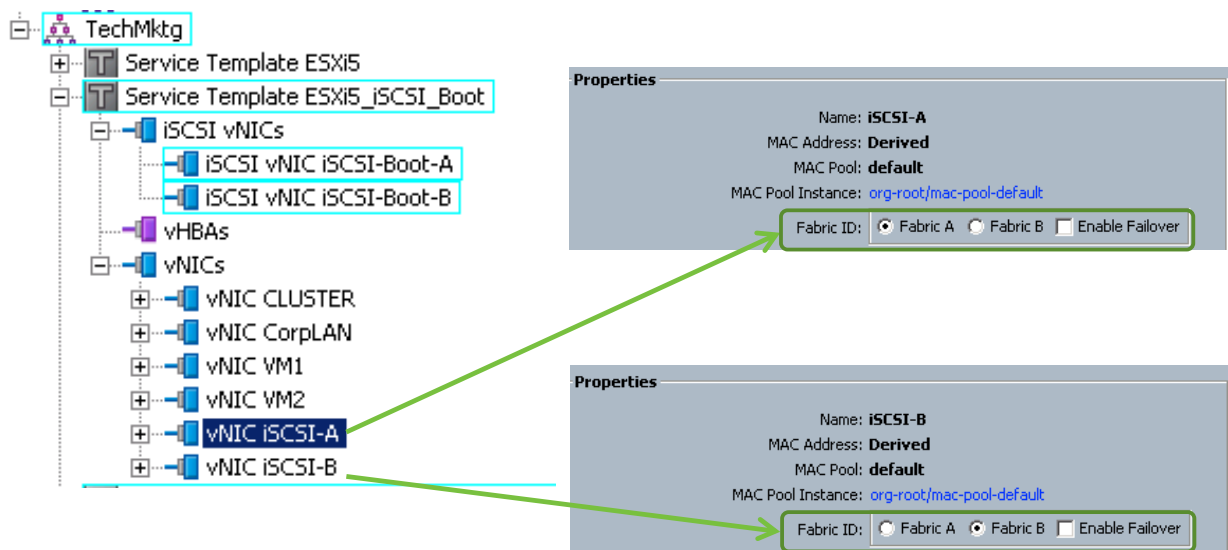 TechMktg
Service Template ESXi5
Service Template ESXi5_iSCSI_Boot
iSCSI vNICs
iSCSI vNIC iSCSI-Boot-A
iSCSI vNIC iSCSI-Boot-B
vHBAs
vNICs
vNIC CLUSTER
vNIC CorpLAN
vNIC VM1
vNIC VM2
vNIC iSCSI-A
vNIC iSCSI-B
Properties
Name: iSCSI-A
MAC Address: Derived
MAC Pool: default
MAC Pool Instance: org-root/mac-pool-default
Fabric ID: Fabric A Fabric B Enable Failover
Properties
Name: iSCSI-B
MAC Address: Derived
MAC Pool: default
MAC Pool Instance: org-root/mac-pool-default
Fabric ID: Fabric A Fabric B Enable Failover